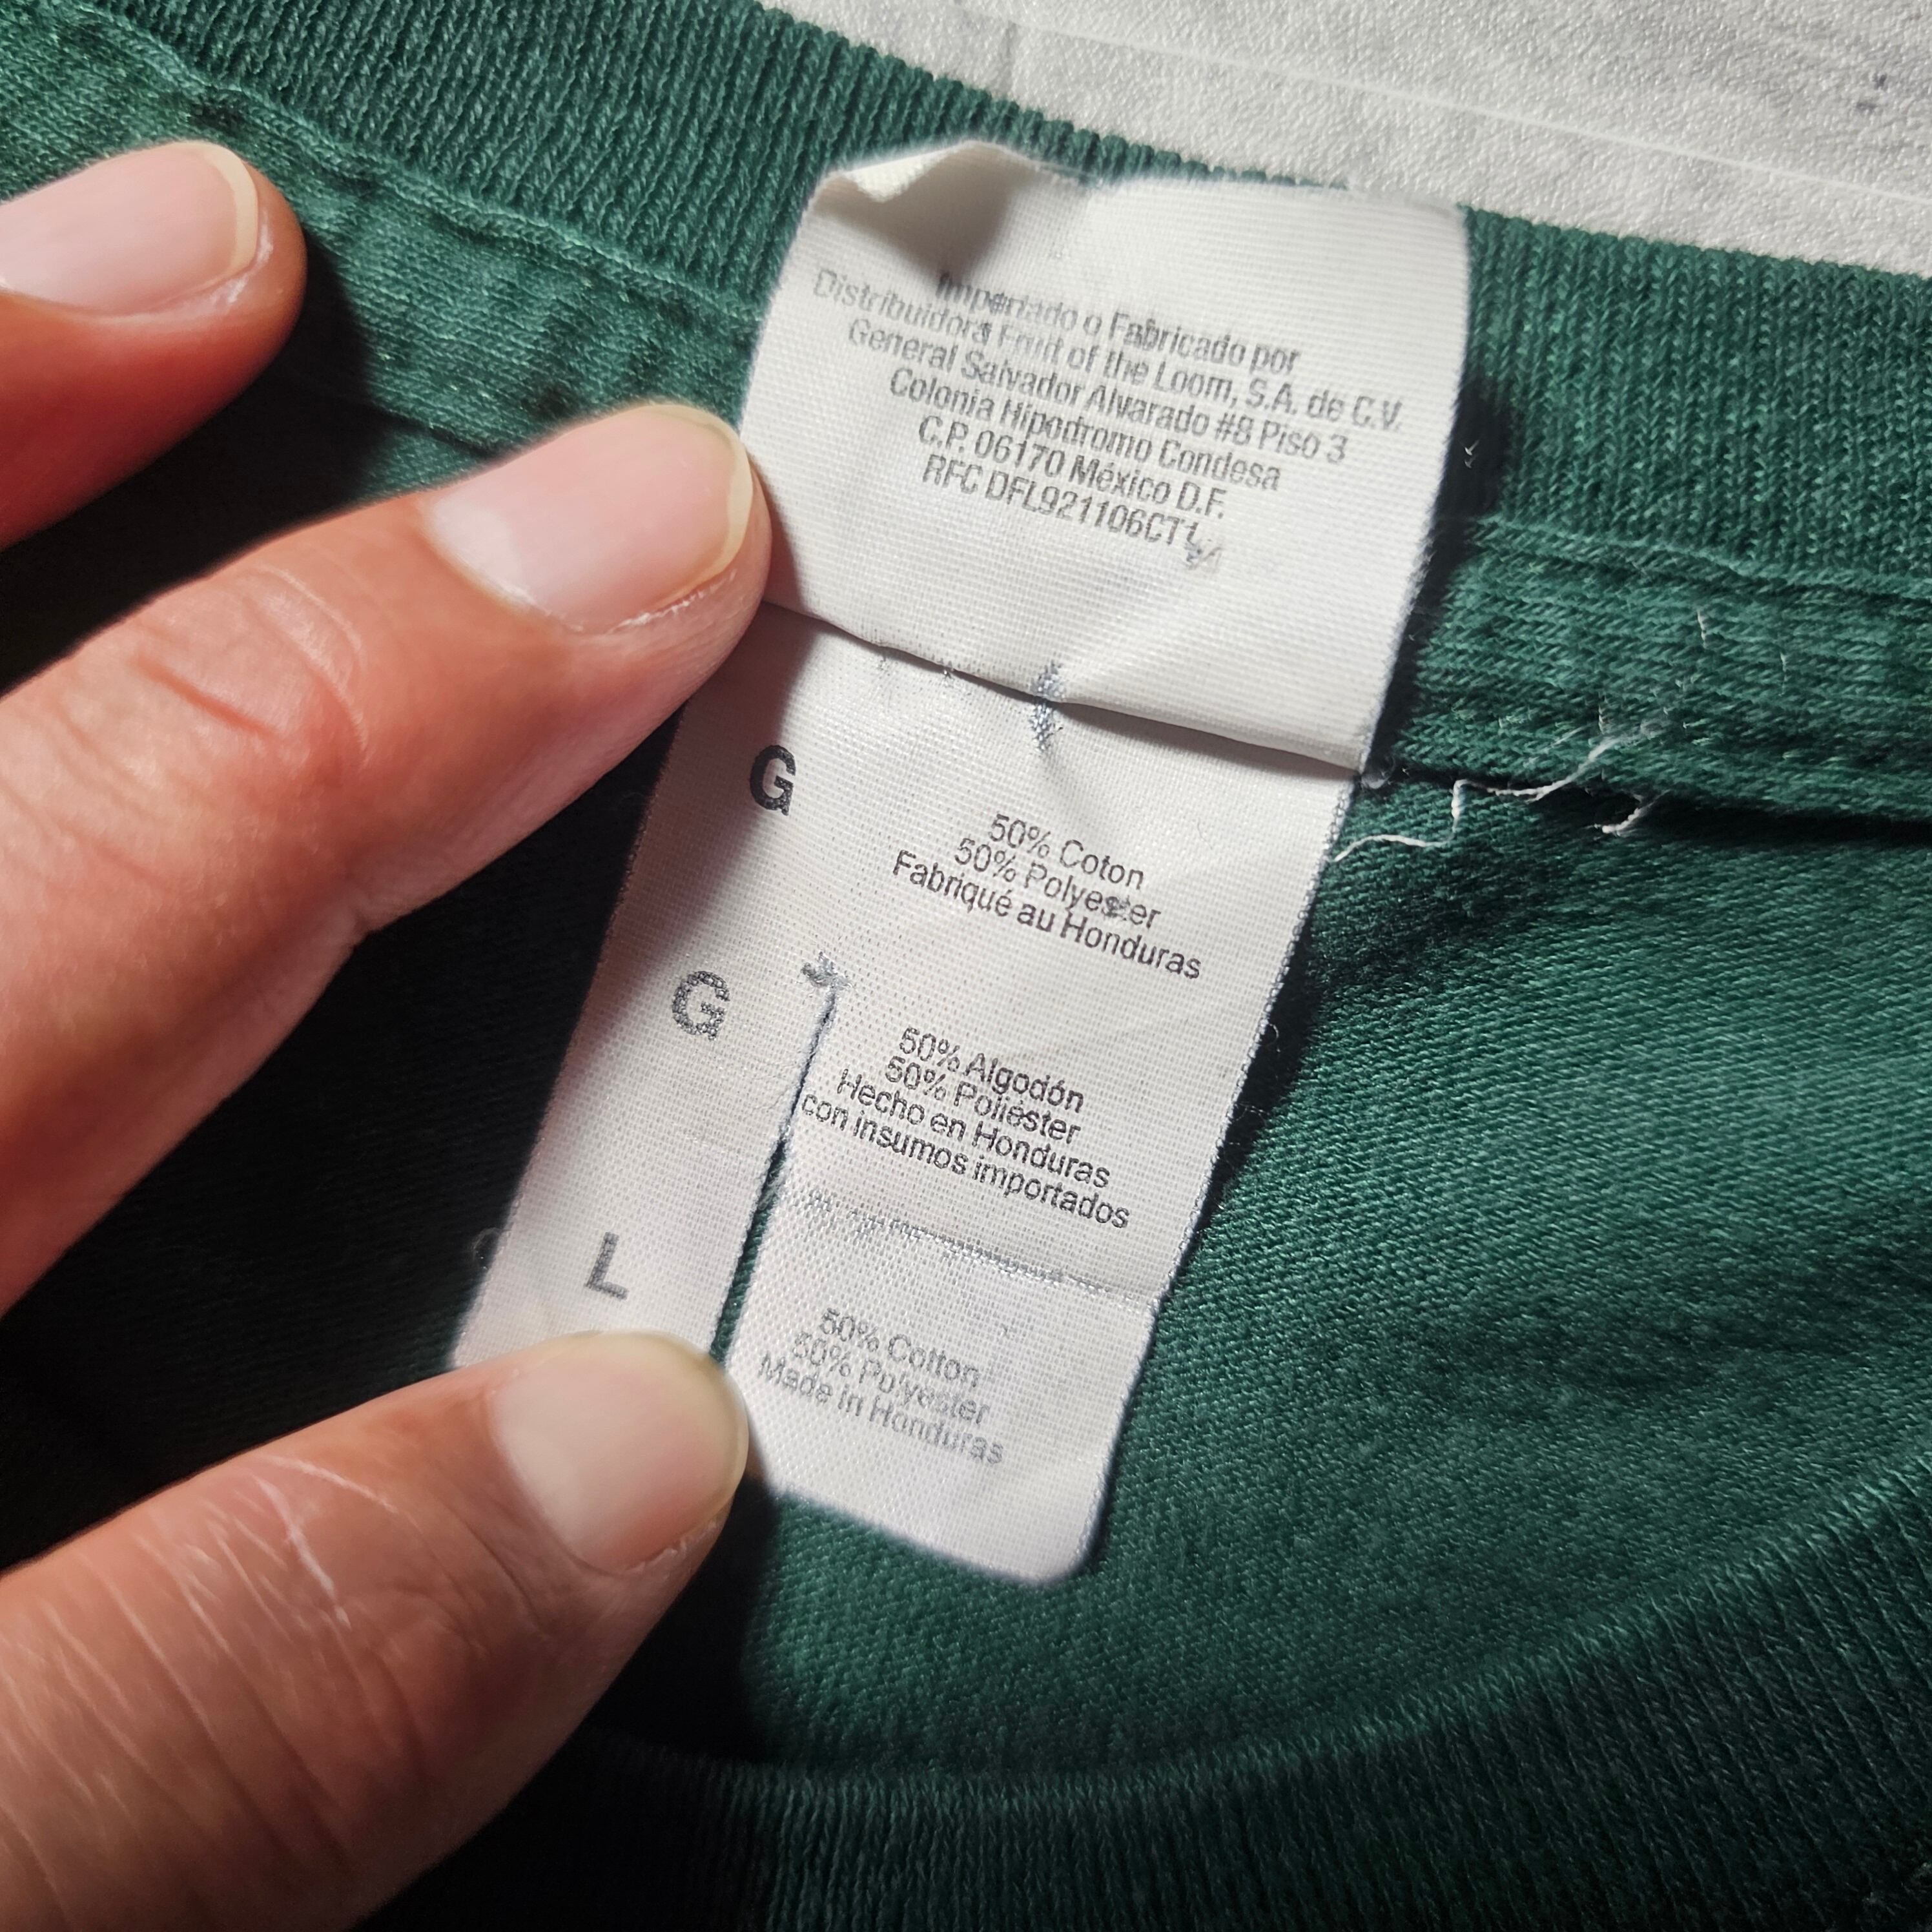 Importado o Fabricado por
Distribuidora Fruit of the Loom, S.A. de C.V.
General Salvador Alvarado #8 Piso 3
Colonia Hipodromo Condesa
C.P. 06170 México D.F.
RFC DFL921106CT1
G
50% Coton
50% Polyester
Fabriqué au Honduras
G
50% Algodón
50% Poliéster
Hecho en Honduras
con insumos importados
L
50% Cotton
50% Polyester
Made in Honduras